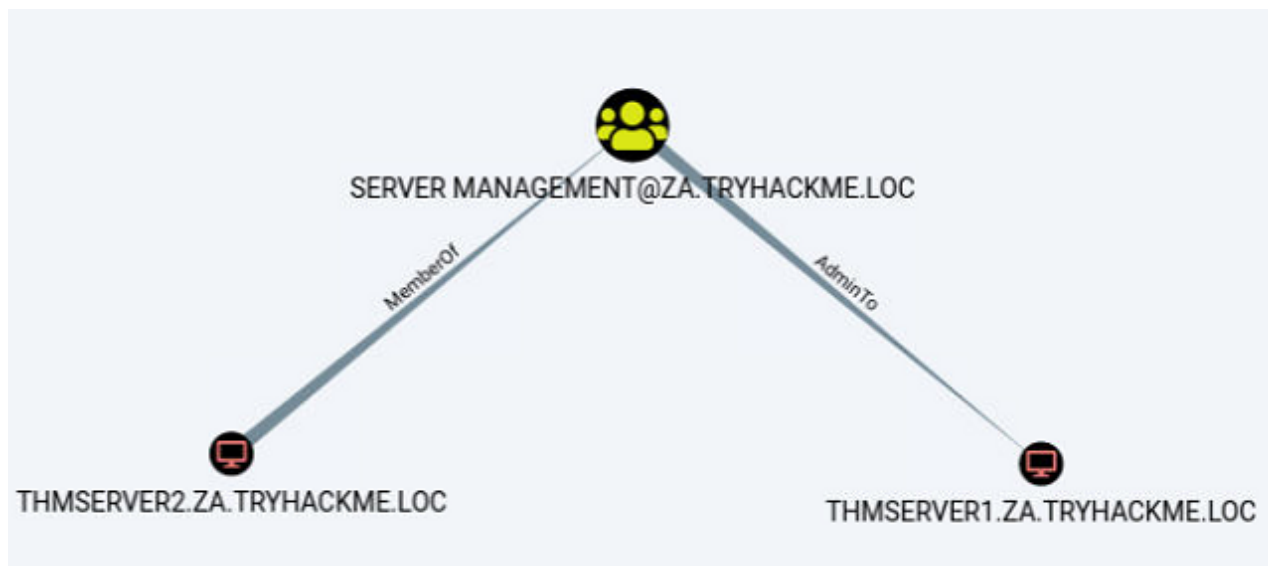 SERVER MANAGEMENT@ZA.TRYHACKME.LOC
MemberOf
AdminTo
THMSERVER2.ZA.TRYHACKME.LOC
THMSERVER1.ZA.TRYHACKME.LOC